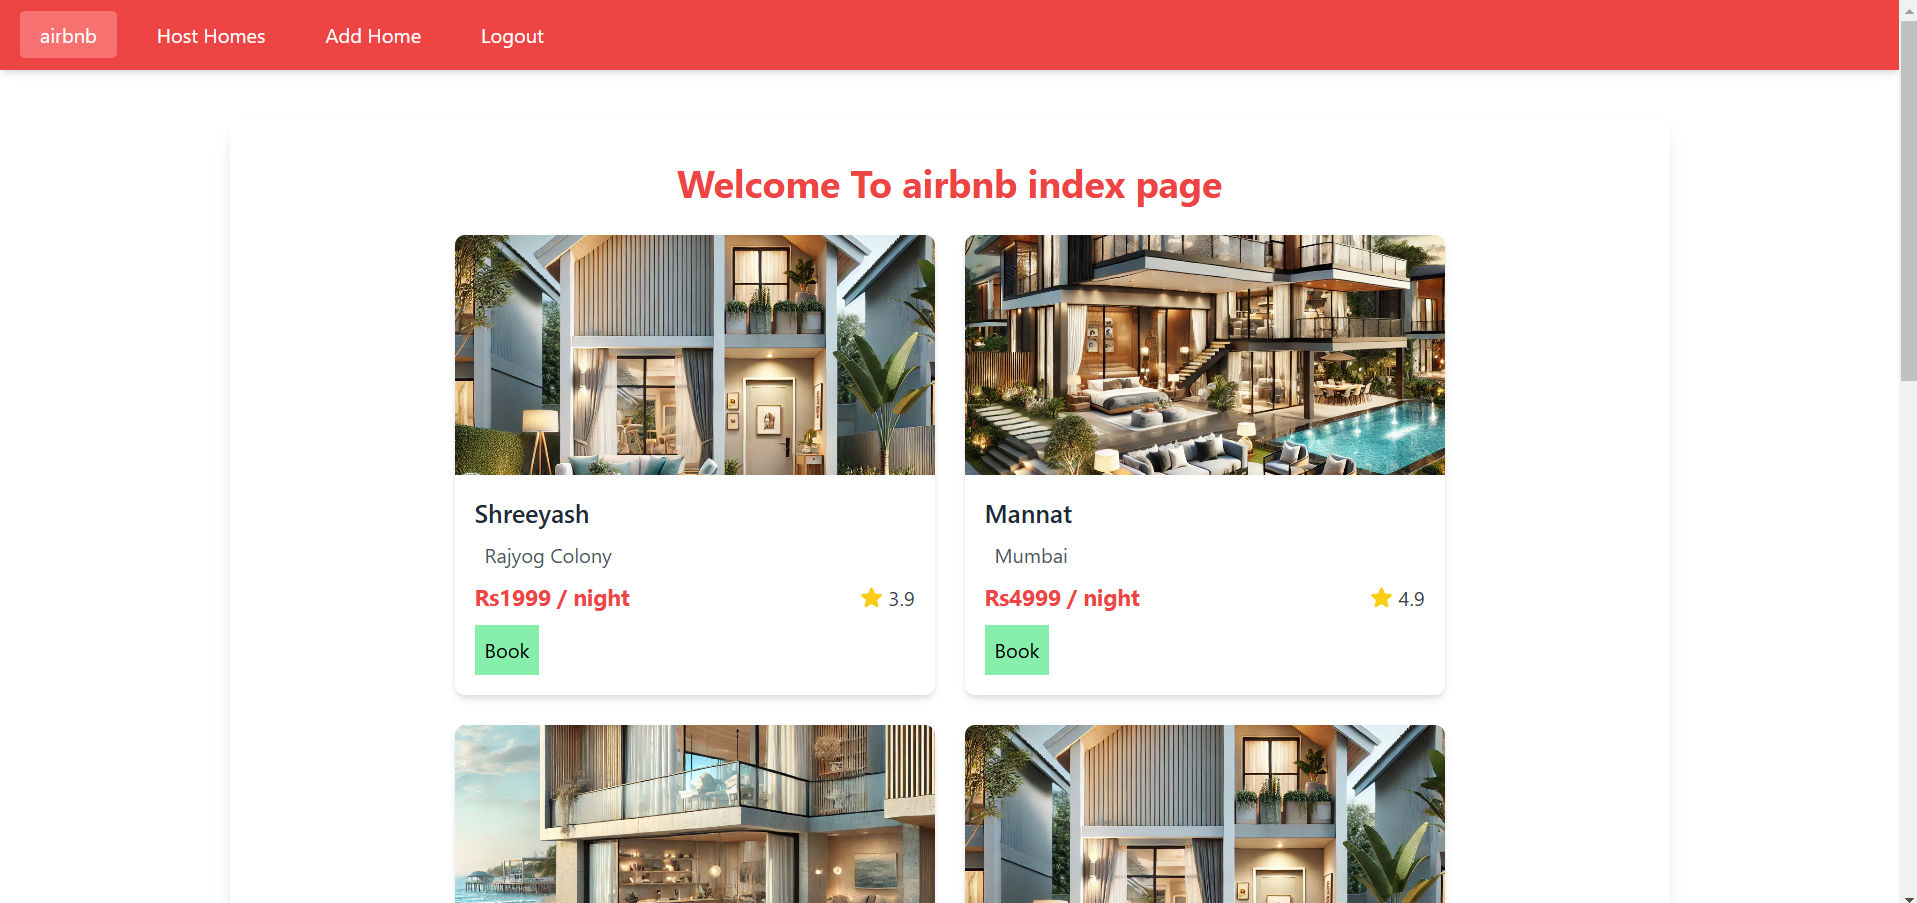 airbnb Host Homes Add Home Logout
Welcome To airbnb index page
Shreeyash
Rajyog Colony
Rs1999 / night 3.9
Book
Mannat
Mumbai
Rs4999 / night 4.9
Book